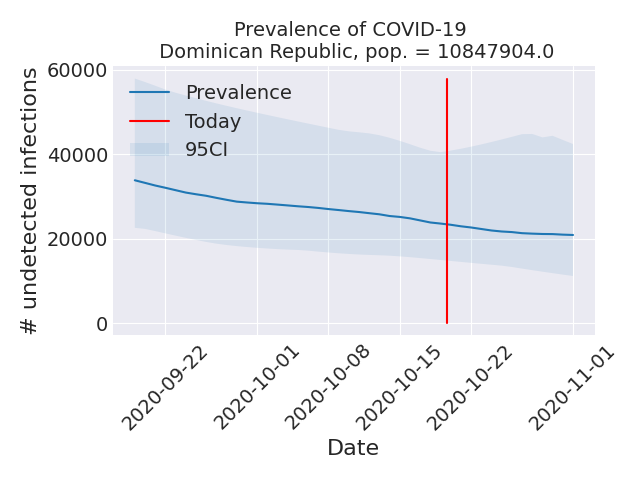 Prevalence of COVID-19
Dominican Republic, pop. = 10847904.0
60000
40000
20000
0
# undetected infections
Prevalence
Today
95CI
2020-09-22
2020-10-01
2020-10-08
2020-10-15
2020-10-22
2020-11-01
Date